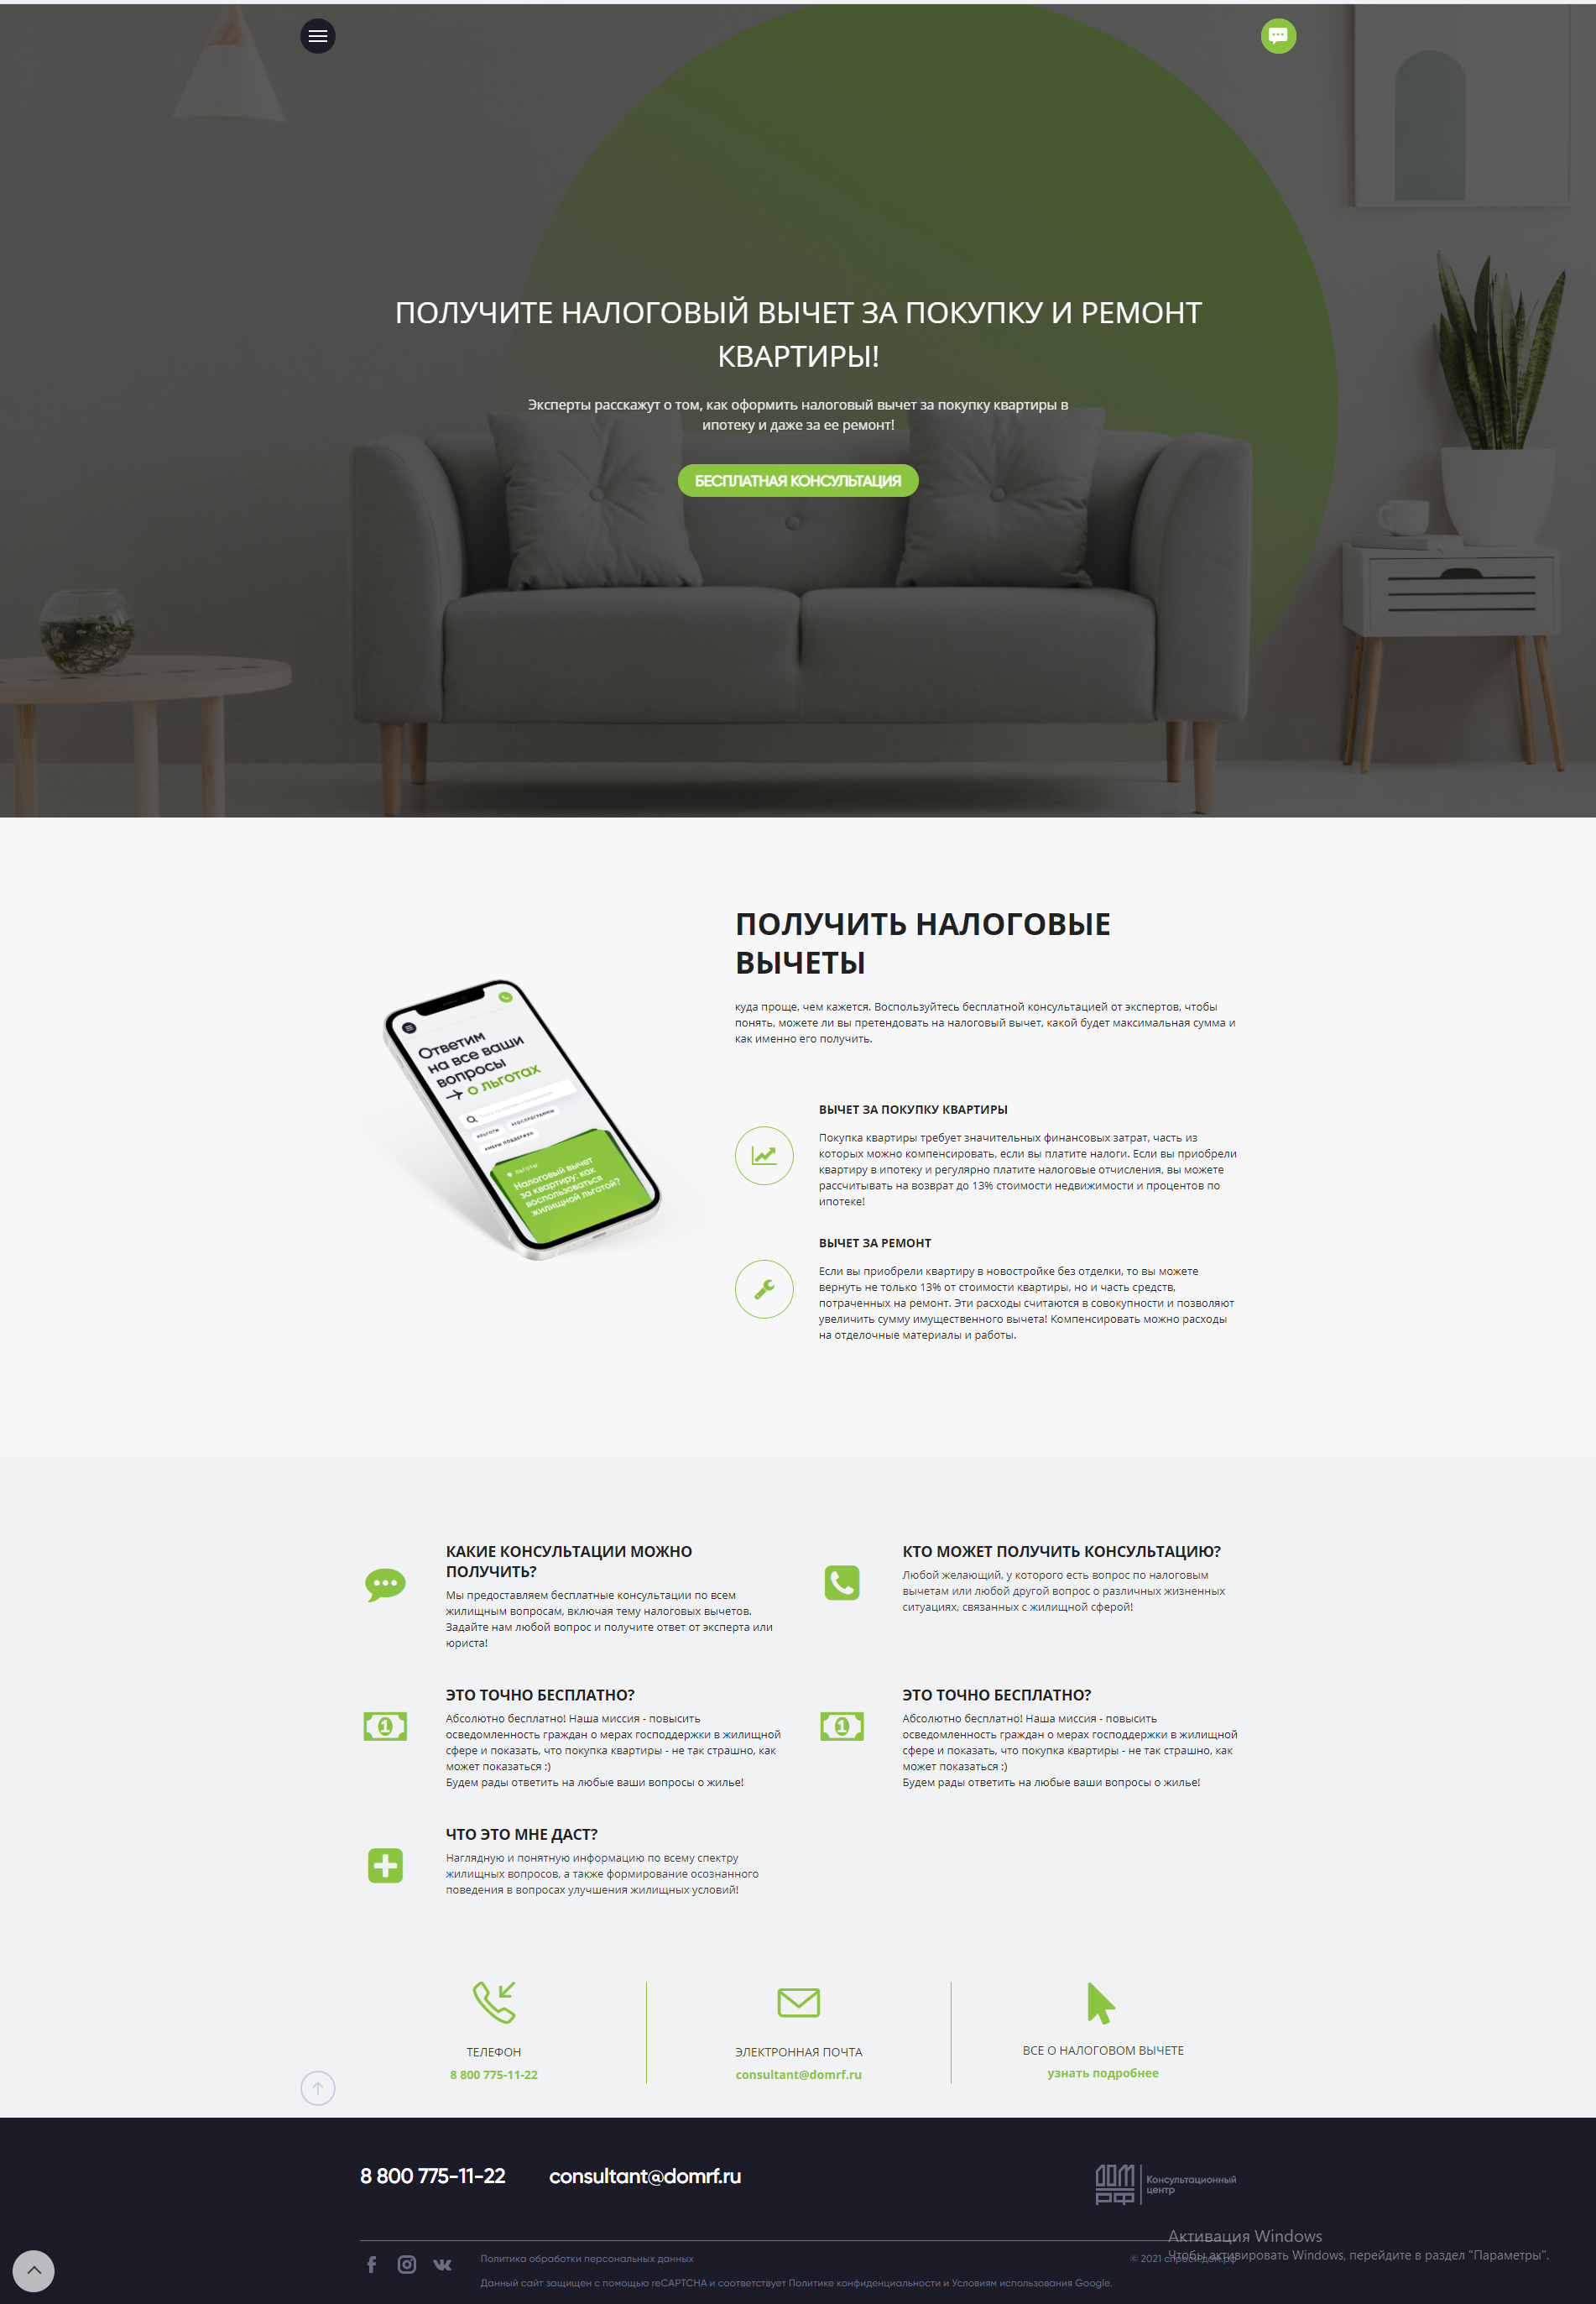 ПОЛУЧИТЕ НАЛОГОВЫЙ ВЫЧЕТ ЗА ПОКУПКУ И РЕМОНТ
КВАРТИРЫ!
Эксперты расскажут о том, как оформить налоговый вычет за покупку квартиры в
ипотеку и даже за ее ремонт!
БЕСПЛАТНАЯ КОНСУЛЬТАЦИЯ
ПОЛУЧИТЬ НАЛОГОВЫЕ
ВЫЧЕТЫ
куда проще, чем кажется. Воспользуйтесь бесплатной консультацией от экспертов, чтобы
понять, можете ли вы претендовать на налоговый вычет, какой будет максимальная сумма и
как именно его получить.
Ответим
на все ваши
вопросы
о льготах
#ЛЬГОТЫ
#ГОСПРОГРАММЫ
#МЕРЫ ПОДДЕРЖКИ
ЛЬГОТЫ
Налоговый вычет
за квартиру: как
воспользоваться
жилищной льготой?
ВЫЧЕТ ЗА ПОКУПКУ КВАРТИРЫ
Покупка квартиры требует значительных финансовых затрат, часть из
которых можно компенсировать, если вы платите налоги. Если вы приобрели
квартиру в ипотеку и регулярно платите налоговые отчисления, вы можете
рассчитывать на возврат до 13% стоимости недвижимости и процентов по
ипотеке!
ВЫЧЕТ ЗА РЕМОНТ
Если вы приобрели квартиру в новостройке без отделки, то вы можете
вернуть не только 13% от стоимости квартиры, но и часть средств,
потраченных на ремонт. Эти расходы считаются в совокупности и позволяют
увеличить сумму имущественного вычета! Компенсировать можно расходы
на отделочные материалы и работы.
КАКИЕ КОНСУЛЬТАЦИИ МОЖНО
ПОЛУЧИТЬ?
Мы предоставляем бесплатные консультации по всем
жилищным вопросам, включая тему налоговых вычетов.
Задайте нам любой вопрос и получите ответ от эксперта или
юриста!
КТО МОЖЕТ ПОЛУЧИТЬ КОНСУЛЬТАЦИЮ?
Любой желающий, у которого есть вопрос по налоговым
вычетам или любой другой вопрос о различных жизненных
ситуациях, связанных с жилищной сферой!
ЭТО ТОЧНО БЕСПЛАТНО?
Абсолютно бесплатно! Наша миссия - повысить
осведомленность граждан о мерах господдержки в жилищной
сфере и показать, что покупка квартиры - не так страшно, как
может показаться :)
Будем рады ответить на любые ваши вопросы о жилье!
ЭТО ТОЧНО БЕСПЛАТНО?
Абсолютно бесплатно! Наша миссия - повысить
осведомленность граждан о мерах господдержки в жилищной
сфере и показать, что покупка квартиры - не так страшно, как
может показаться :)
Будем рады ответить на любые ваши вопросы о жилье!
ЧТО ЭТО МНЕ ДАСТ?
Наглядную и понятную информацию по всему спектру
жилищных вопросов, а также формирование осознанного
поведения в вопросах улучшения жилищных условий!
ТЕЛЕФОН
8 800 775-11-22
ЭЛЕКТРОННАЯ ПОЧТА
consultant@domrf.ru
ВСЕ О НАЛОГОВОМ ВЫЧЕТЕ
узнать подробнее
8 800 775-11-22
consultant@domrf.ru
ДОМ
РФ
Консультационный
центр
Активация Windows
Чтобы активировать Windows, перейдите в раздел "Параметры".
Политика обработки персональных данных
© 2021 спроси.дом.рф
Данный сайт защищен с помощью reCAPTCHA и соответствует Политике конфиденциальности и Условиям использования Google.